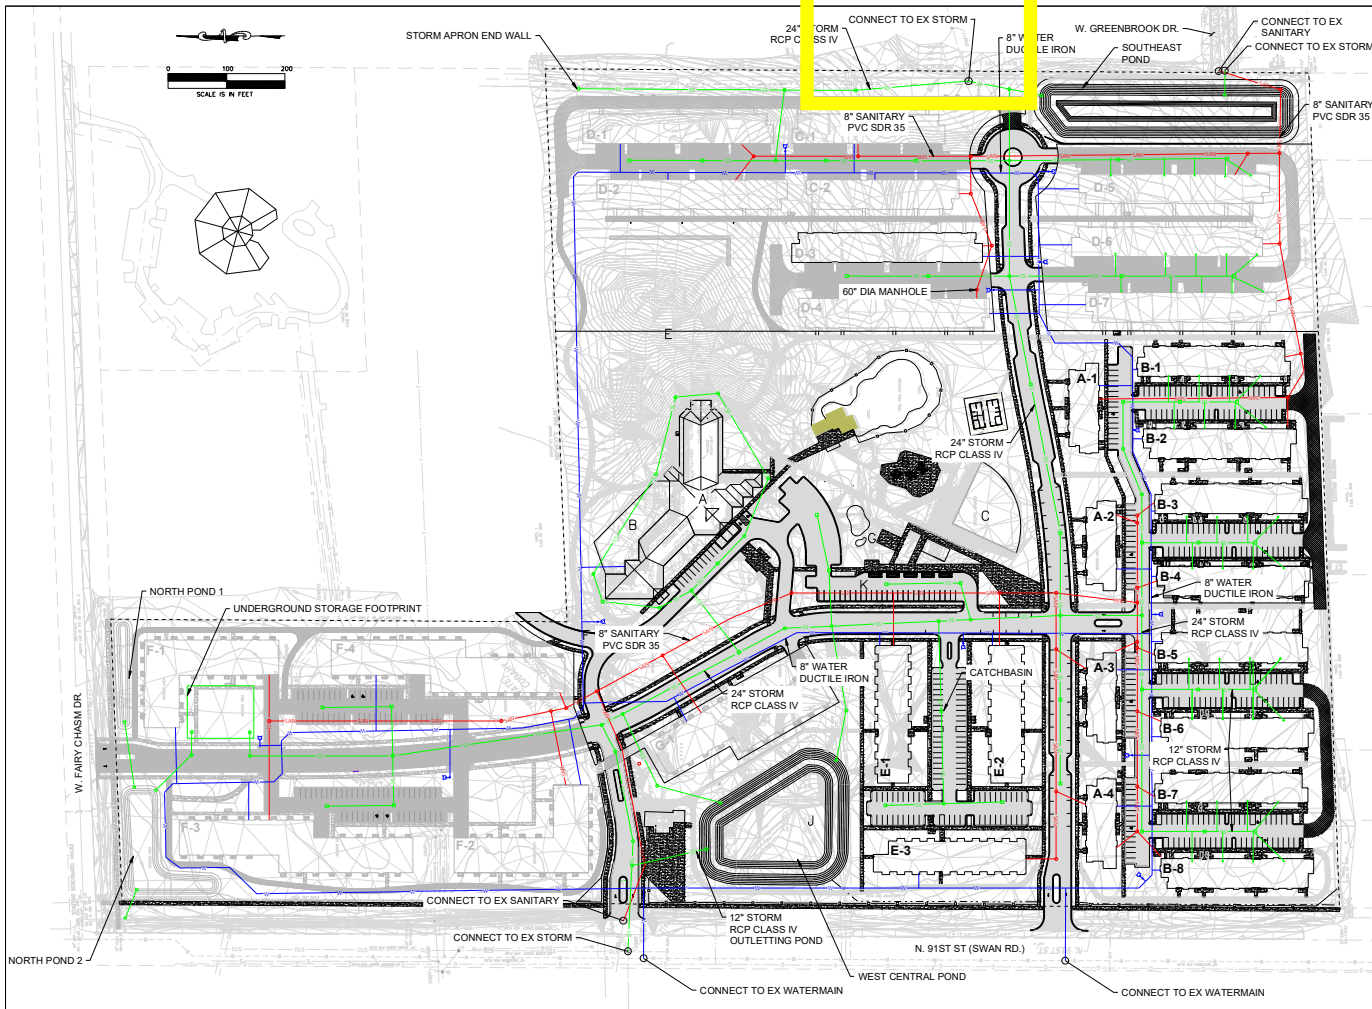 CONNECT TO EX STORM
24" STORM
RCP CLASS IV
STORM APRON END WALL
8" WATER
DUCTILE IRON
W. GREENBROOK DR.
SOUTHEAST
POND
CONNECT TO EX
SANITARY
CONNECT TO EX STORM
0 100 200
SCALE IS IN FEET
8" SANITARY
PVC SDR 35
8" SANITARY
PVC SDR 35
D-1
C-1
D-2
C-2
D-5
D-3
D-6
60" DIA MANHOLE
D-4
D-7
E
A-1
B-1
B-2
24" STORM
RCP CLASS IV
A
B
C
G
A-2
B-3
B-4
8" WATER
DUCTILE IRON
K
NORTH POND 1
UNDERGROUND STORAGE FOOTPRINT
8" SANITARY
PVC SDR 35
24" STORM
RCP CLASS IV
F-1
F-4
8" WATER
DUCTILE IRON
CATCHBASIN
A-3
B-5
24" STORM
RCP CLASS IV
B-6
W. FAIRY CHASM DR.
12" STORM
RCP CLASS IV
E-1
E-2
A-4
B-7
F-3
F-2
J
E-3
B-8
CONNECT TO EX SANITARY
12" STORM
RCP CLASS IV
OUTLETTING POND
CONNECT TO EX STORM
N. 91ST ST (SWAN RD.)
N. 91ST ST.
NORTH POND 2
WEST CENTRAL POND
CONNECT TO EX WATERMAIN
CONNECT TO EX WATERMAIN